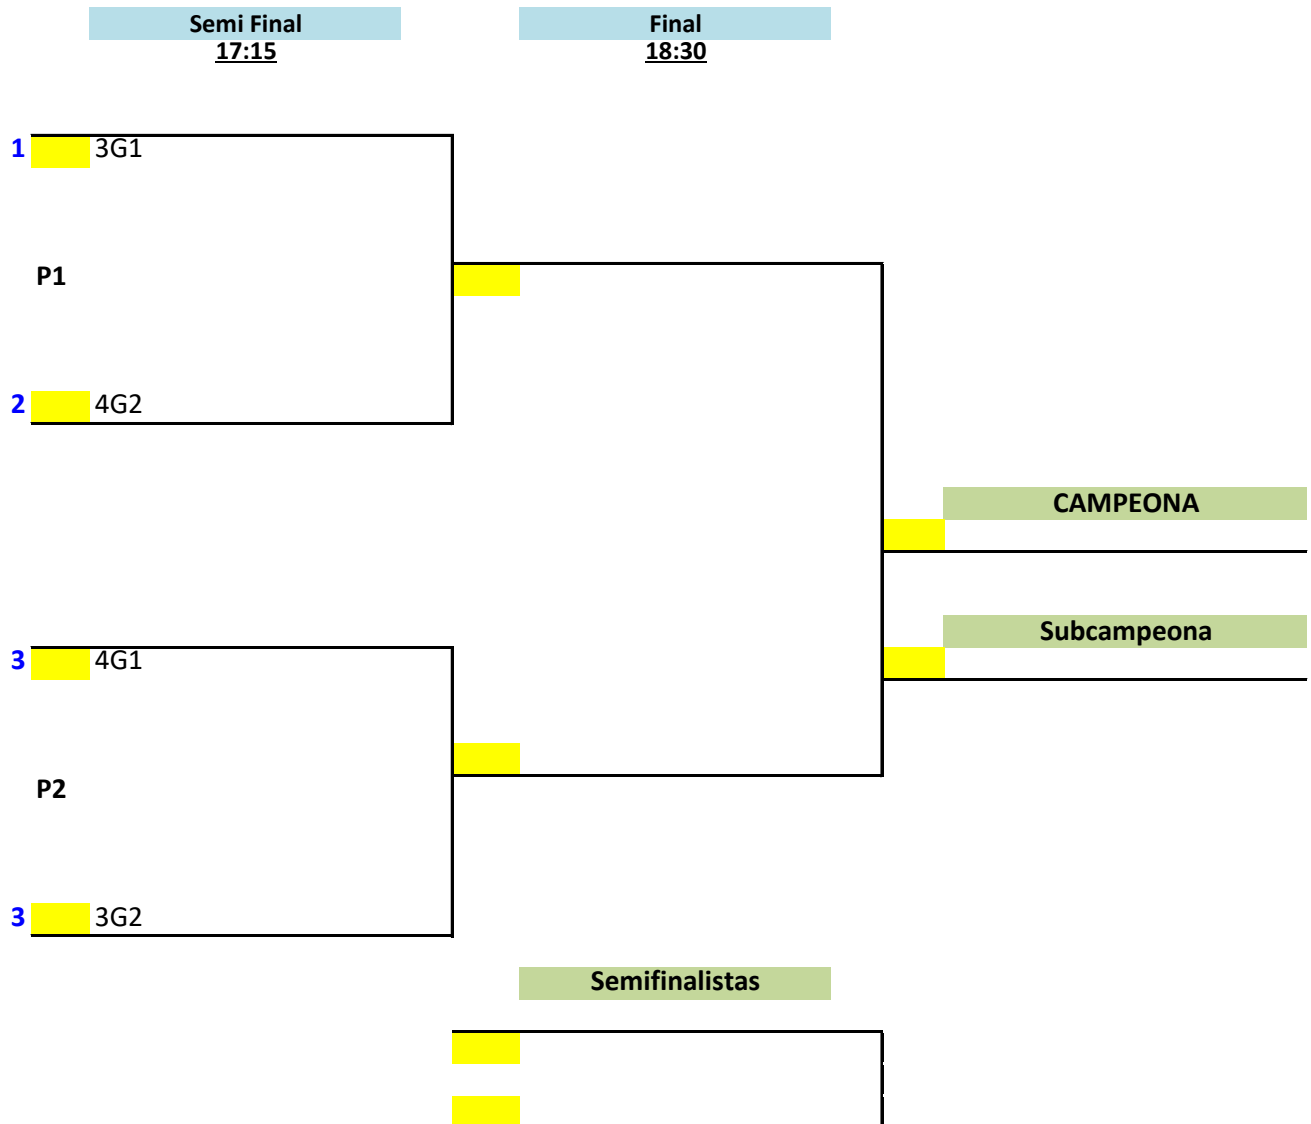 Semi Final
Final
17:15
18:30
1 3G1
P1
2 4G2
CAMPEONA
Subcampeona
3 4G1
P2
3 3G2
Semifinalistas